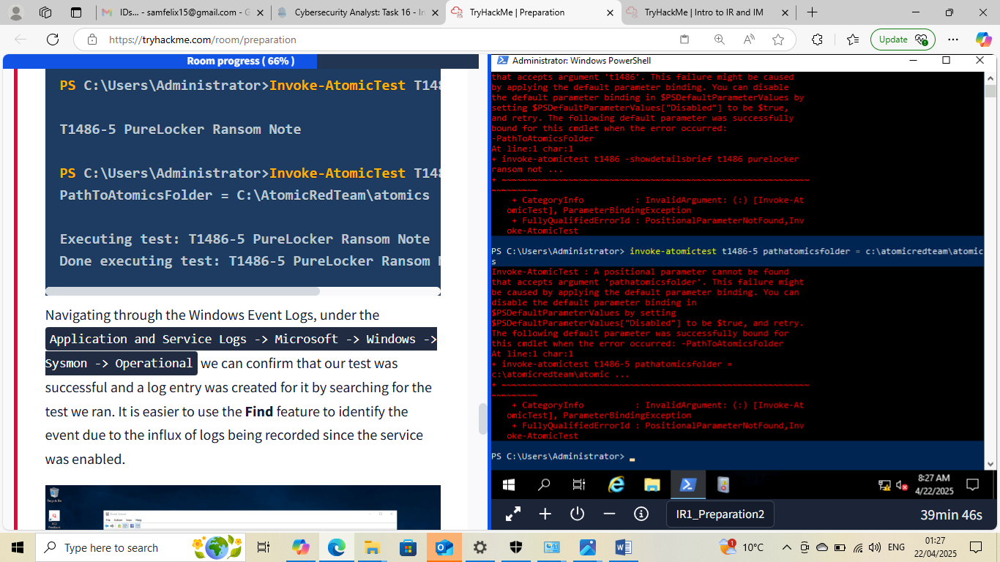 IDs... - samfelix15@gmail.com - G
Cybersecurity Analyst: Task 16 - In
TryHackMe | Preparation
TryHackMe | Intro to IR and IM
https://tryhackme.com/room/preparation
Update
Room progress ( 66% )
PS C:\Users\Administrator>Invoke-AtomicTest T148
T1486-5 PureLocker Ransom Note
PS C:\Users\Administrator>Invoke-AtomicTest T148
PathToAtomicsFolder = C:\AtomicRedTeam\atomics
Executing test: T1486-5 PureLocker Ransom Note
Done executing test: T1486-5 PureLocker Ransom N
Navigating through the Windows Event Logs, under the
Application and Service Logs -> Microsoft -> Windows ->
Sysmon -> Operational we can confirm that our test was
successful and a log entry was created for it by searching for the
test we ran. It is easier to use the Find feature to identify the
event due to the influx of logs being recorded since the service
was enabled.
Recycle Bin
EC2
Feedback
Event Viewer
File Action View Help
Administrator: Windows PowerShell
that accepts argument 't1486'. This failure might be caused
by applying the default parameter binding. You can disable
the default parameter binding in $PSDefaultParameterValues by
setting $PSDefaultParameterValues["Disabled"] to be $true,
and retry. The following default parameter was successfully
bound for this cmdlet when the error occurred:
-PathToAtomicsFolder
At line:1 char:1
+ invoke-atomictest t1486 -showdetailsbrief t1486 purelocker
ransom not ...
+ ~~~~~~~~~~~~~~~~~~~~~~~~~~~~~~~~~~~~~~~~~~~~~~~~~~~~~~~~~~~~
~~~~~~~~~
+ CategoryInfo : InvalidArgument: (:) [Invoke-At
omicTest], ParameterBindingException
+ FullyQualifiedErrorId : PositionalParameterNotFound,Inv
oke-AtomicTest
PS C:\Users\Administrator> invoke-atomictest t1486-5 pathatomicsfolder = c:\atomicredteam\atomic
s
Invoke-AtomicTest : A positional parameter cannot be found
that accepts argument 'pathatomicsfolder'. This failure might
be caused by applying the default parameter binding. You can
disable the default parameter binding in
$PSDefaultParameterValues by setting
$PSDefaultParameterValues["Disabled"] to be $true, and retry.
The following default parameter was successfully bound for
this cmdlet when the error occurred: -PathToAtomicsFolder
At line:1 char:1
+ invoke-atomictest t1486-5 pathatomicsfolder =
c:\atomicredteam\atomic ...
+ ~~~~~~~~~~~~~~~~~~~~~~~~~~~~~~~~~~~~~~~~~~~~~~~~~~~~~~~~~~~~
~~~~~~~~~
+ CategoryInfo : InvalidArgument: (:) [Invoke-At
omicTest], ParameterBindingException
+ FullyQualifiedErrorId : PositionalParameterNotFound,Inv
oke-AtomicTest
PS C:\Users\Administrator> _
8:27 AM
4/22/2025
IR1_Preparation2
39min 46s
Type here to search
1
10°C
ENG
01:27
22/04/2025